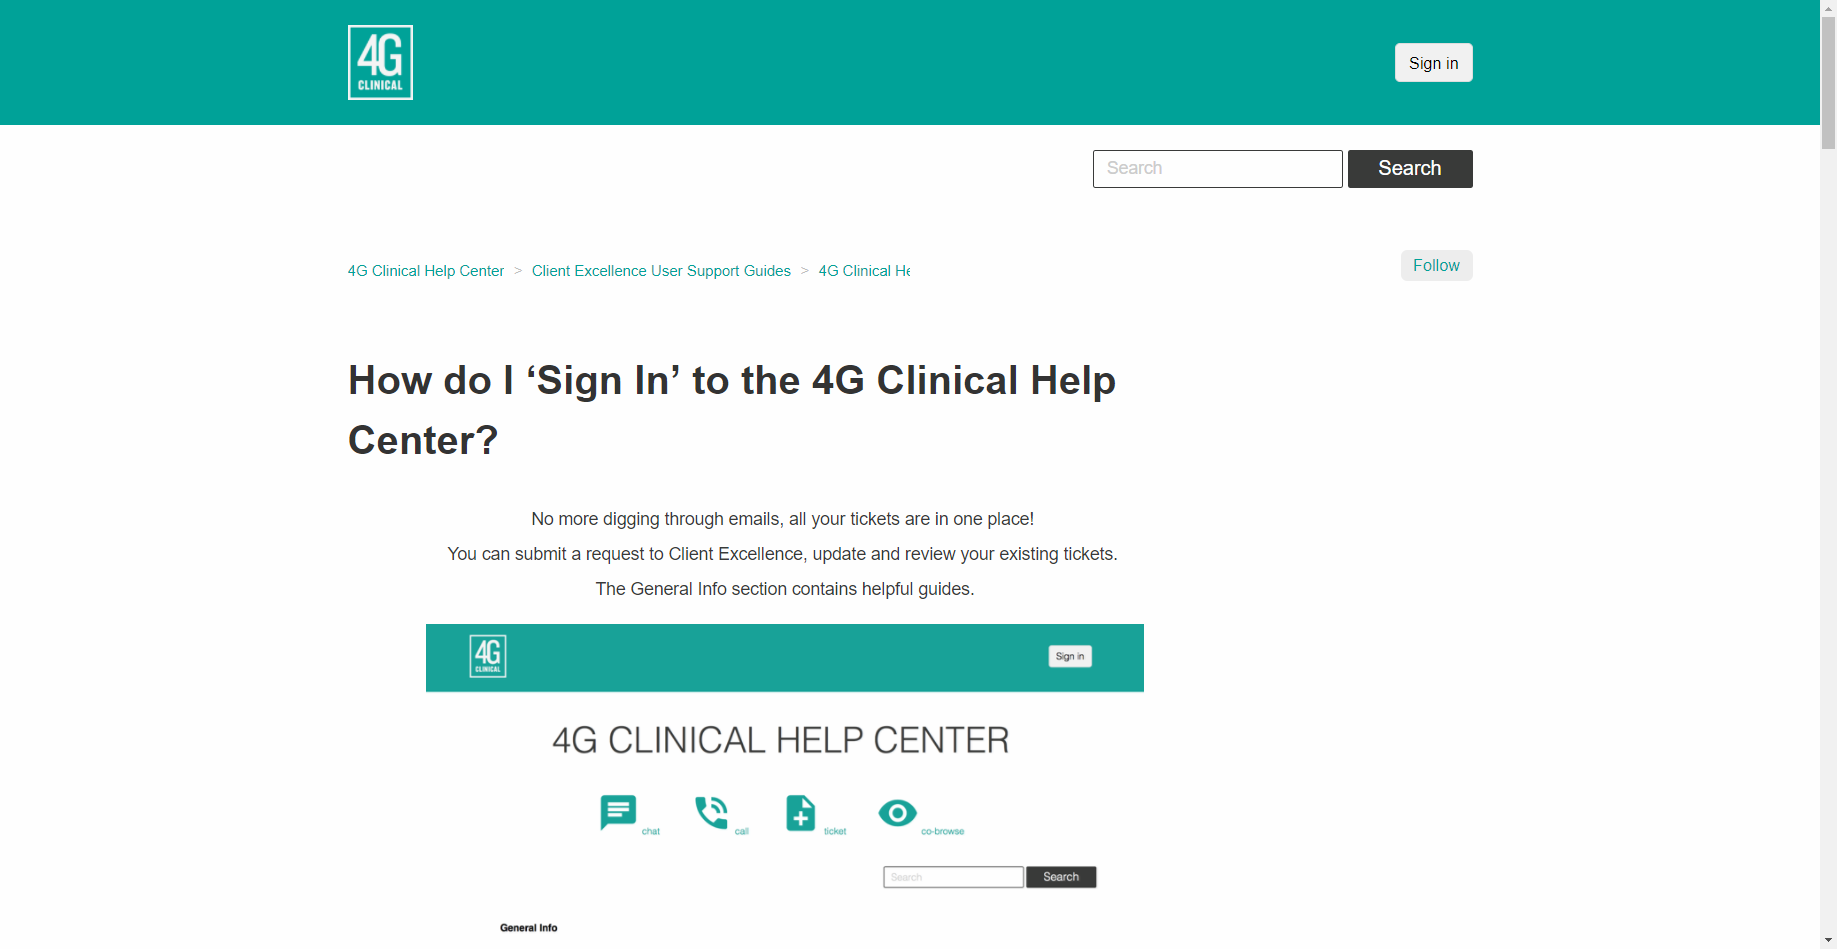 4G
CLINICAL
Sign in
Search
Search
4G Clinical Help Center > Client Excellence User Support Guides > 4G Clinical He
Follow
How do I ‘Sign In’ to the 4G Clinical Help
Center?
No more digging through emails, all your tickets are in one place!
You can submit a request to Client Excellence, update and review your existing tickets.
The General Info section contains helpful guides.
4G
CLINICAL
Sign in
4G CLINICAL HELP CENTER
chat
call
ticket
co-browse
Search
Search
General Info